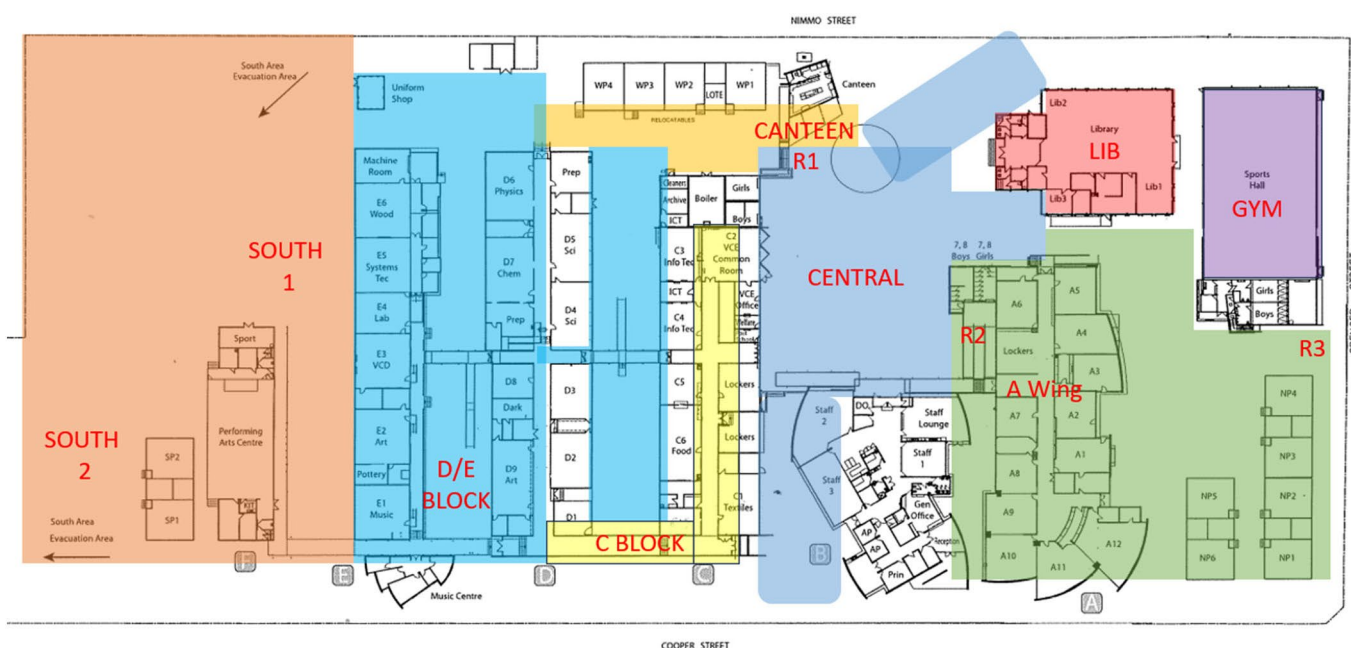 NIMMO STREET
South Area
Evacuation Area
Uniform
Shop
WP4
WP3
WP2
LOTE
WP1
RELOCATABLES
Canteen
CANTEEN
R1
Lib2
Library
LIB
Lib3
Lib1
Sports
Hall
GYM
Girls
Boys
Machine
Room
E6
Wood
E5
Systems
Tec
E4
Lab
E3
VCD
E2
Art
Pottery
E1
Music
D6
Physics
D7
Chem
Prep
D8
Dark
D9
Art
D/E
BLOCK
Prep
D5
Sci
D4
Sci
D3
D2
D1
Cleaners
Archive
ICT
Boiler
Girls
Boys
C3
Info Tec
ICT
C4
Info Tec
C5
C6
Food
C2
VCE
Common
Room
VCE
Office
Welfare
Lockers
Lockers
C1
Textiles
C BLOCK
CENTRAL
7, 8
Boys
7, 8
Girls
R2
A6
A5
A4
A3
Lockers
A Wing
A7
A2
A8
A1
A9
A10
A11
A12
R3
NP4
NP3
NP2
NP1
NP5
NP6
Staff
2
Staff
3
DO
Staff
Lounge
Staff
1
Gen
Office
Reception
AP
AP
Prin
SOUTH
1
SOUTH
2
Sport
Performing
Arts Centre
KIT
SP2
SP1
South Area
Evacuation Area
Music Centre
F
E
D
C
B
A
COOPER STREET